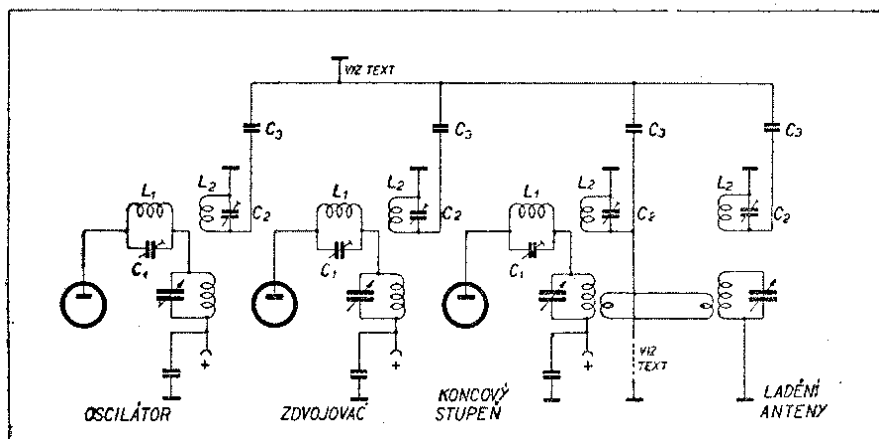 VIZ TEXT
C3
C3
C3
C3
L2
L2
L2
L2
L1
L1
L1
C2
C2
C2
C2
C1
C1
C1
+
+
+
VIZ
TEXT
OSCILÁTOR
ZDVOJOVAČ
KONCOVÝ
STUPEŇ
LADĚNÍ
ANTENY